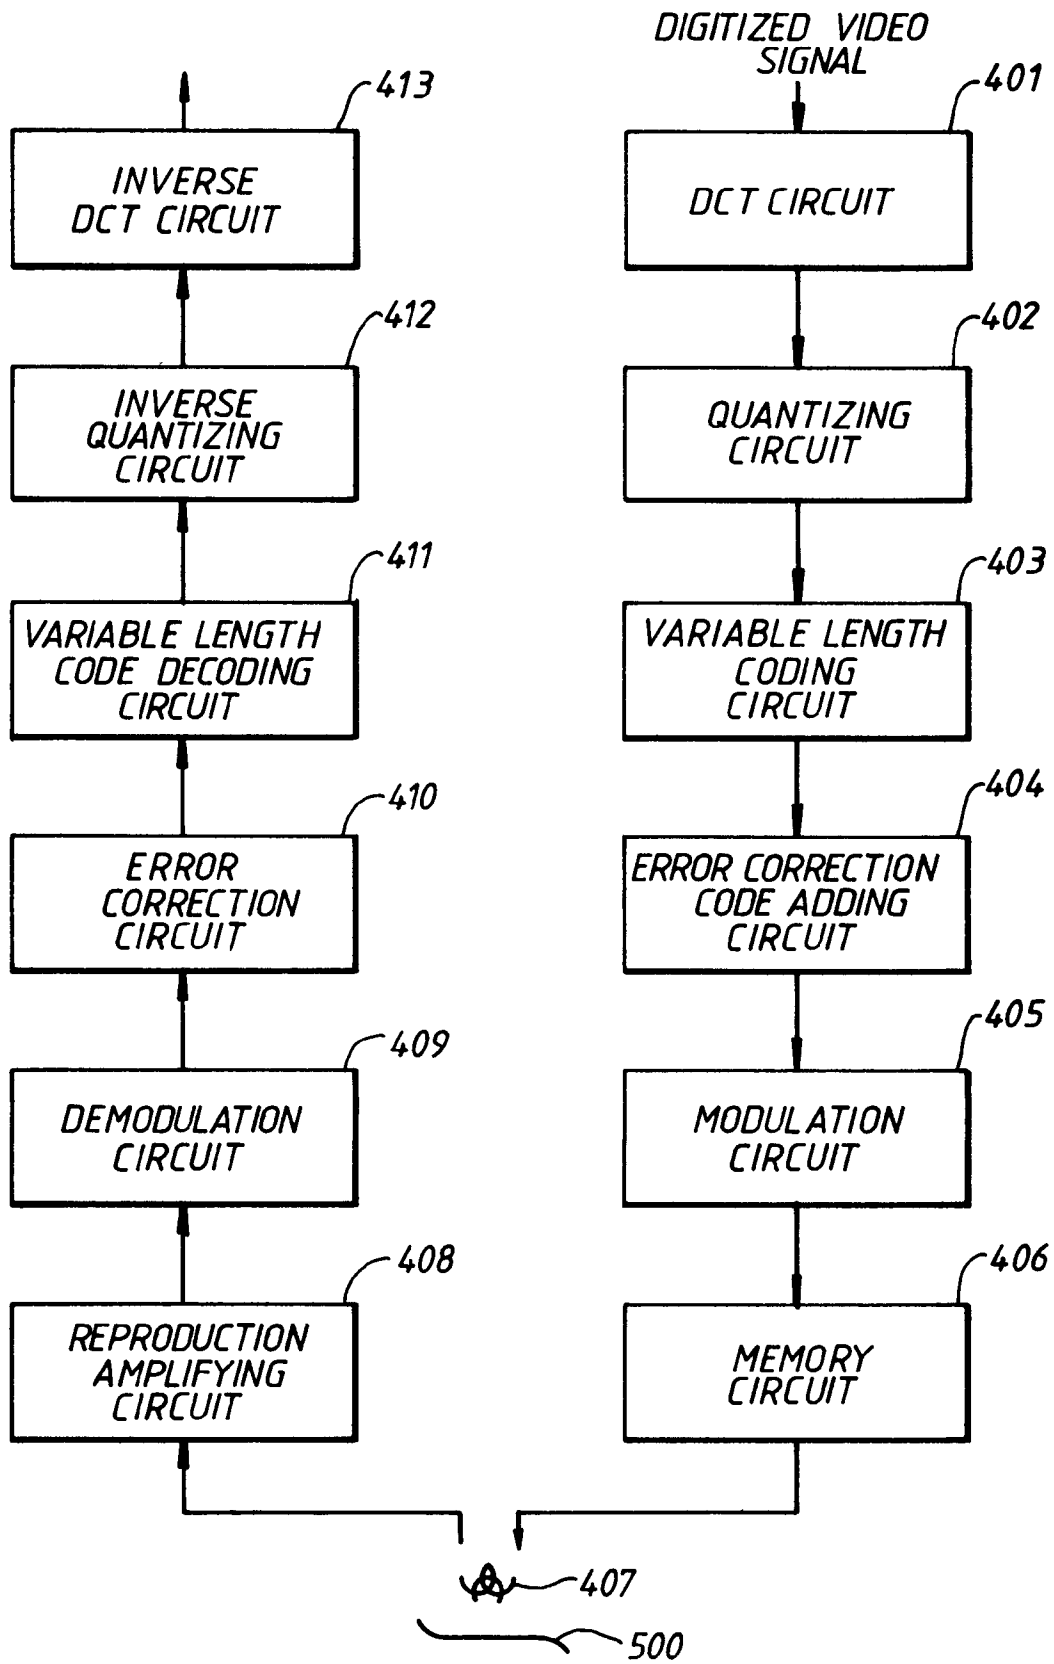 DIGITIZED VIDEO
SIGNAL
401
DCT CIRCUIT
402
QUANTIZING
CIRCUIT
403
VARIABLE LENGTH
CODING
CIRCUIT
404
ERROR CORRECTION
CODE ADDING
CIRCUIT
405
MODULATION
CIRCUIT
406
MEMORY
CIRCUIT
407
500
408
REPRODUCTION
AMPLIFYING
CIRCUIT
409
DEMODULATION
CIRCUIT
410
ERROR
CORRECTION
CIRCUIT
411
VARIABLE LENGTH
CODE DECODING
CIRCUIT
412
INVERSE
QUANTIZING
CIRCUIT
413
INVERSE
DCT CIRCUIT